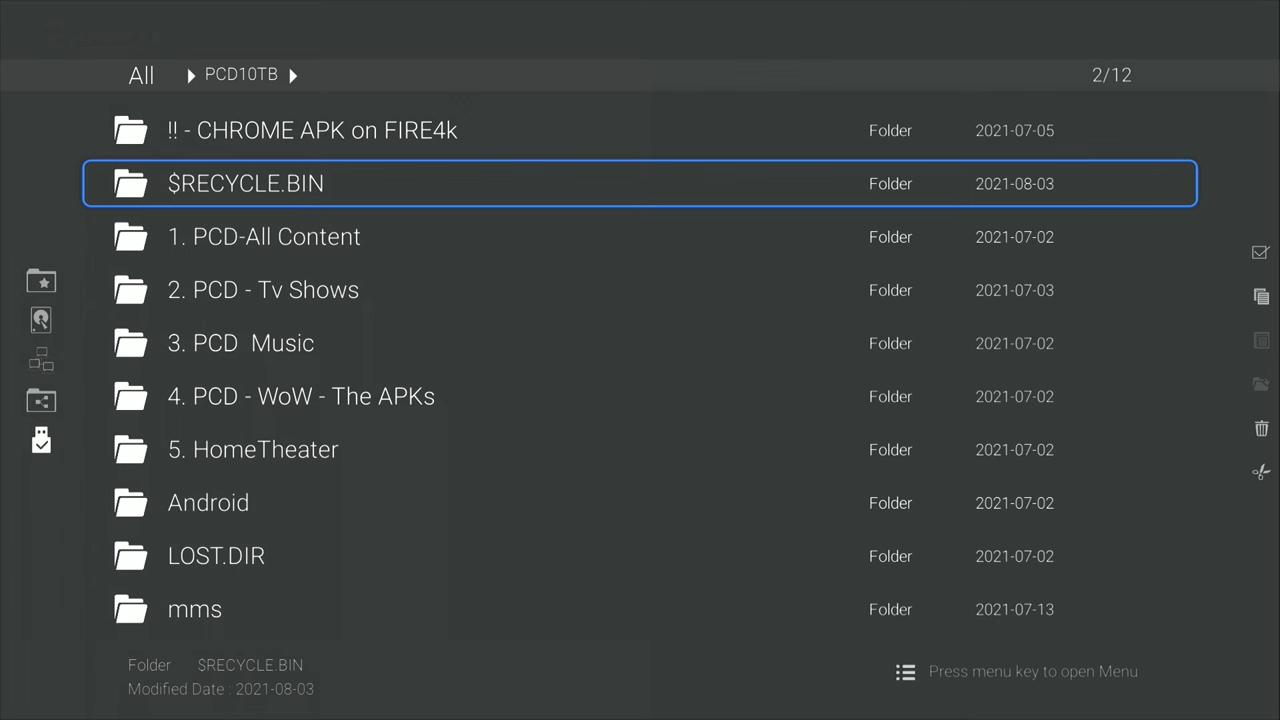 All PCD10TB 2/12
!! - CHROME APK on FIRE4k Folder 2021-07-05
$RECYCLE.BIN Folder 2021-08-03
1. PCD-All Content Folder 2021-07-02
2. PCD - Tv Shows Folder 2021-07-03
3. PCD  Music Folder 2021-07-02
4. PCD - WoW - The APKs Folder 2021-07-02
5. HomeTheater Folder 2021-07-02
Android Folder 2021-07-02
LOST.DIR Folder 2021-07-02
mms Folder 2021-07-13
Folder $RECYCLE.BIN
Modified Date : 2021-08-03
Press menu key to open Menu